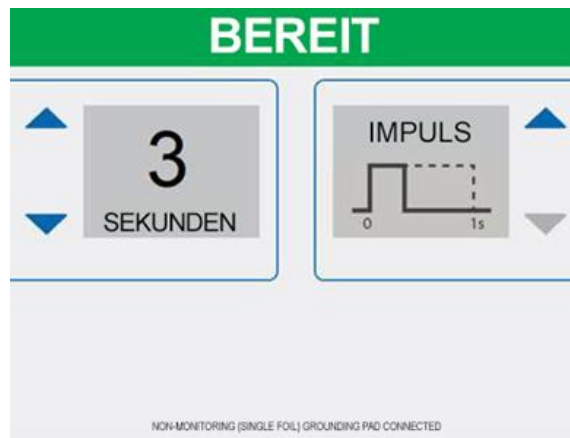 BEREIT
3
SEKUNDEN
IMPULS
0 1s
NON-MONITORING (SINGLE FOIL) GROUNDING PAD CONNECTED